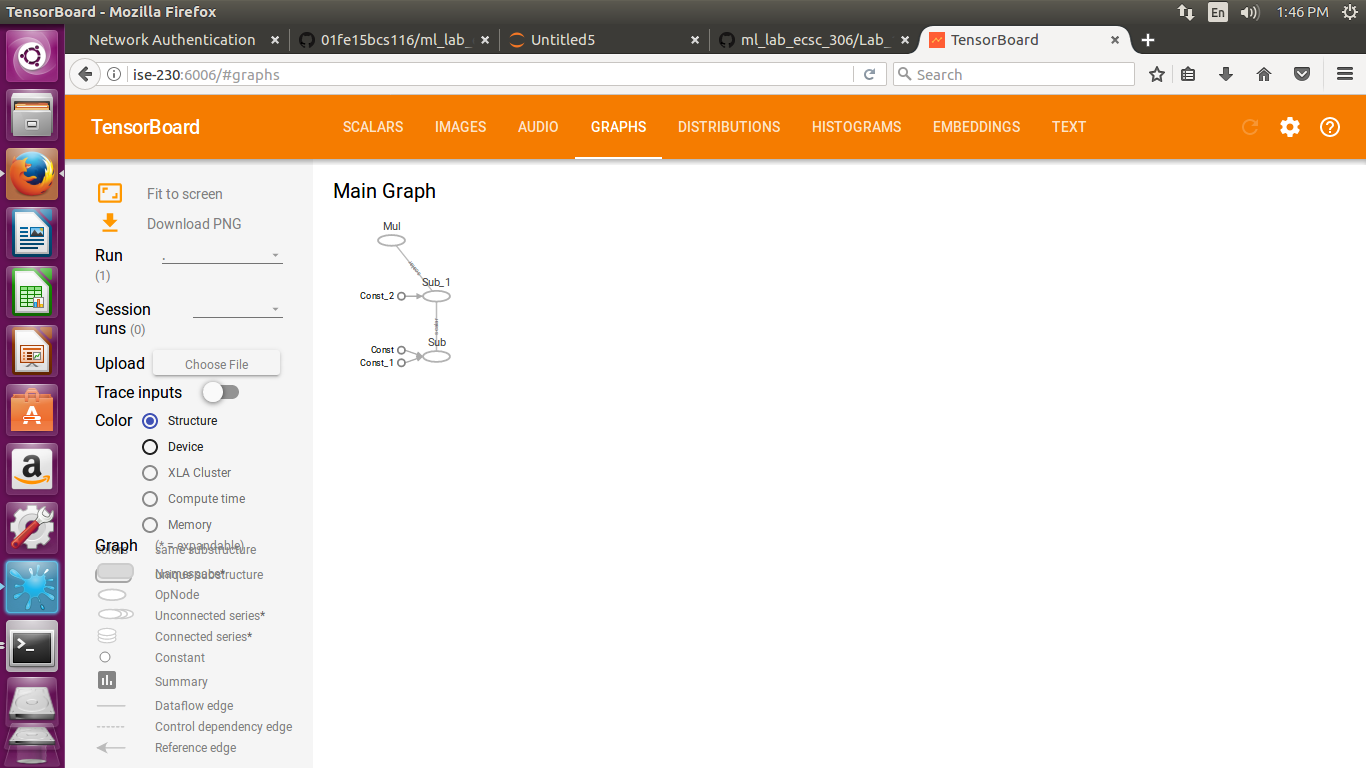 TensorBoard - Mozilla Firefox
En
1:46 PM
Network Authentication
01fe15bcs116/ml_lab_
Untitled5
ml_lab_ecsc_306/Lab_
TensorBoard
ise-230:6006/#graphs
Search
TensorBoard
SCALARS
IMAGES
AUDIO
GRAPHS
DISTRIBUTIONS
HISTOGRAMS
EMBEDDINGS
TEXT
Fit to screen
Download PNG
Run
(1)
.
Session
runs (0)
Upload
Choose File
Trace inputs
Color
Structure
Device
XLA Cluster
Compute time
Memory
Graph
(* = expandable)
colors
same substructure
Namespace*
unique substructure
OpNode
Unconnected series*
Connected series*
Constant
Summary
Dataflow edge
Control dependency edge
Reference edge
Main Graph
Mul
Sub_1
Const_2
scalar
Sub
Const
Const_1